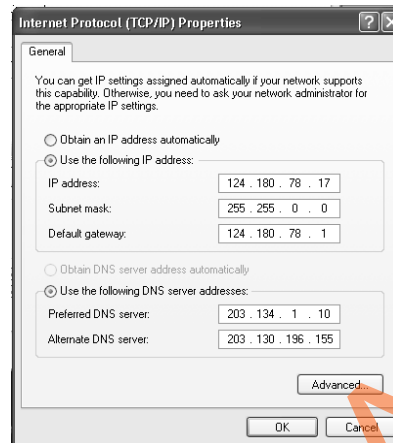 Internet Protocol (TCP/IP) Properties
General
You can get IP settings assigned automatically if your network supports
this capability. Otherwise, you need to ask your network administrator for
the appropriate IP settings.
Obtain an IP address automatically
Use the following IP address:
IP address: 124 . 180 . 78 . 17
Subnet mask: 255 . 255 . 0 . 0
Default gateway: 124 . 180 . 78 . 1
Obtain DNS server address automatically
Use the following DNS server addresses:
Preferred DNS server: 203 . 134 . 1 . 10
Alternate DNS server: 203 . 130 . 196 . 155
Advanced...
OK Cancel